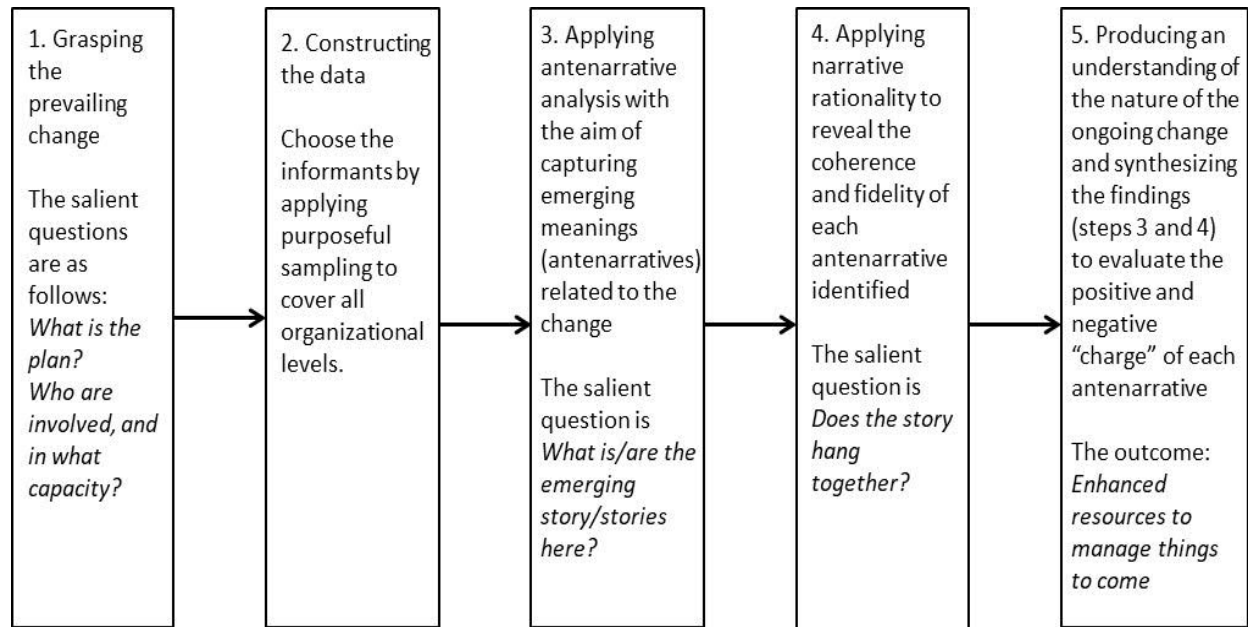 1. Grasping
the
prevailing
change
The salient
questions
are as
follows:
What is the
plan?
Who are
involved, and
in what
capacity?
2. Constructing
the data
Choose the
informants by
applying
purposeful
sampling to
cover all
organizational
levels.
3. Applying
antenarrative
analysis with
the aim of
capturing
emerging
meanings
(antenarratives)
related to the
change
The salient
question is
What is/are the
emerging
story/stories
here?
4. Applying
narrative
rationality to
reveal the
coherence
and fidelity of
each
antenarrative
identified
The salient
question is
Does the story
hang
together?
5. Producing an
understanding of
the nature of the
ongoing change
and synthesizing
the findings
(steps 3 and 4)
to evaluate the
positive and
negative
“charge” of each
antenarrative
The outcome:
Enhanced
resources to
manage things
to come